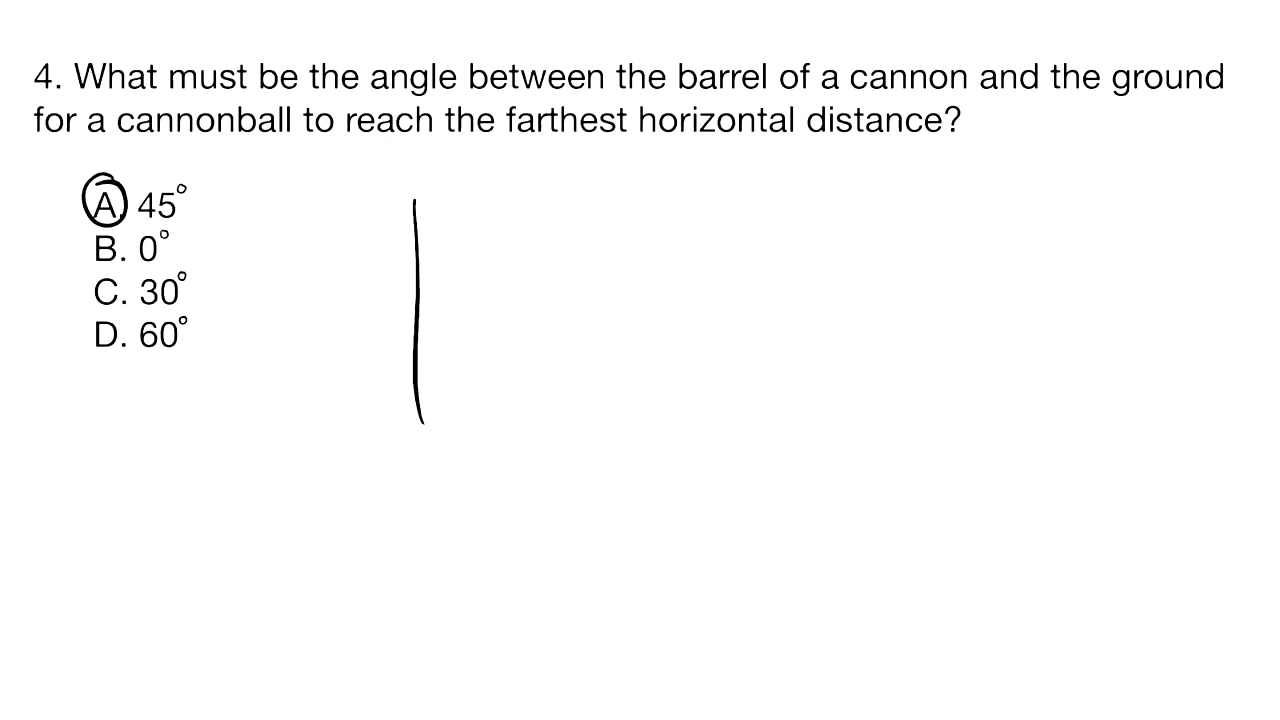 4. What must be the angle between the barrel of a cannon and the ground
for a cannonball to reach the farthest horizontal distance?
A. 45°
B. 0°
C. 30°
D. 60°